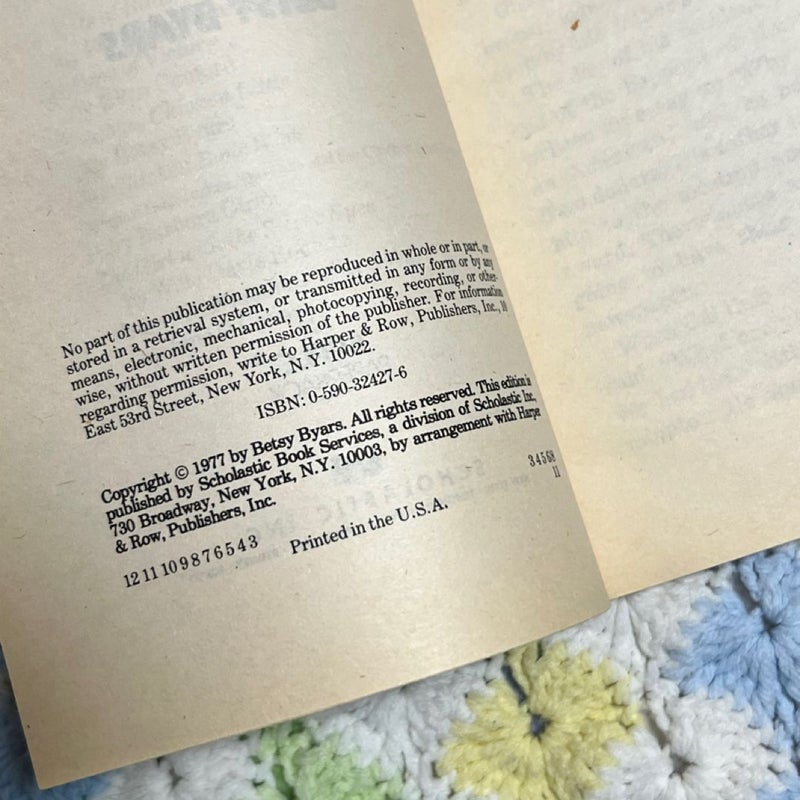 No part of this publication may be reproduced in whole or in part, or
stored in a retrieval system, or transmitted in any form or by any
means, electronic, mechanical, photocopying, recording, or other-
wise, without written permission of the publisher. For information
regarding permission, write to Harper & Row, Publishers, Inc., 10
East 53rd Street, New York, N.Y. 10022.
ISBN: 0-590-32427-6
Copyright © 1977 by Betsy Byars. All rights reserved. This edition is
published by Scholastic Book Services, a division of Scholastic Inc,
730 Broadway, New York, N.Y. 10003, by arrangement with Harper
& Row, Publishers, Inc.
12 11 10 9 8 7 6 5 4 3
3 4 5 6 8
11
Printed in the U.S.A.